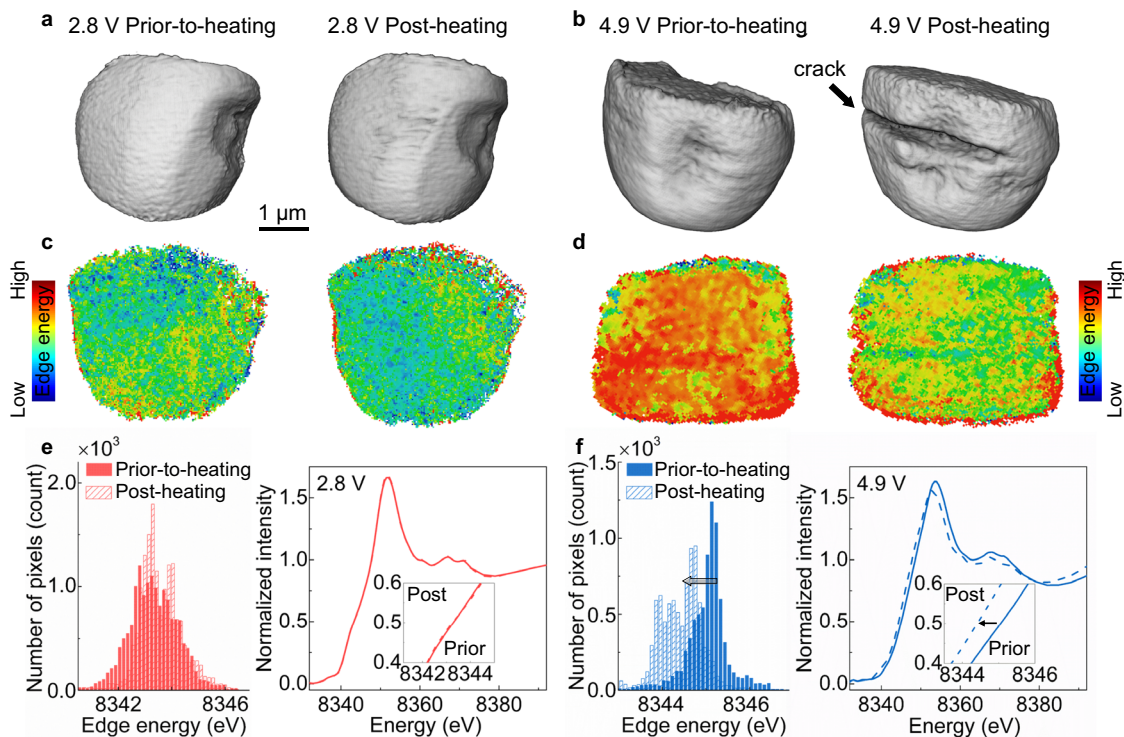 a 2.8 V Prior-to-heating
2.8 V Post-heating
b 4.9 V Prior-to-heating
4.9 V Post-heating
crack
1 µm
c
High
Edge energy
Low
d
High
Edge energy
Low
e
×10³
Prior-to-heating
Post-heating
Number of pixels (count)
2.0
1.0
0.0
8342
8346
Edge energy (eV)
2.8 V
Normalized intensity
1.5
1.0
0.5
0.0
0.6
Post
Prior
0.4
8342
8344
8340
8360
8380
Energy (eV)
f
×10³
Prior-to-heating
Post-heating
Number of pixels (count)
1.5
1.0
0.5
0.0
8344
8346
Edge energy (eV)
4.9 V
Normalized intensity
1.5
1.0
0.5
0.0
0.6
Post
0.5
Prior
0.4
8344
8346
8340
8360
8380
Energy (eV)